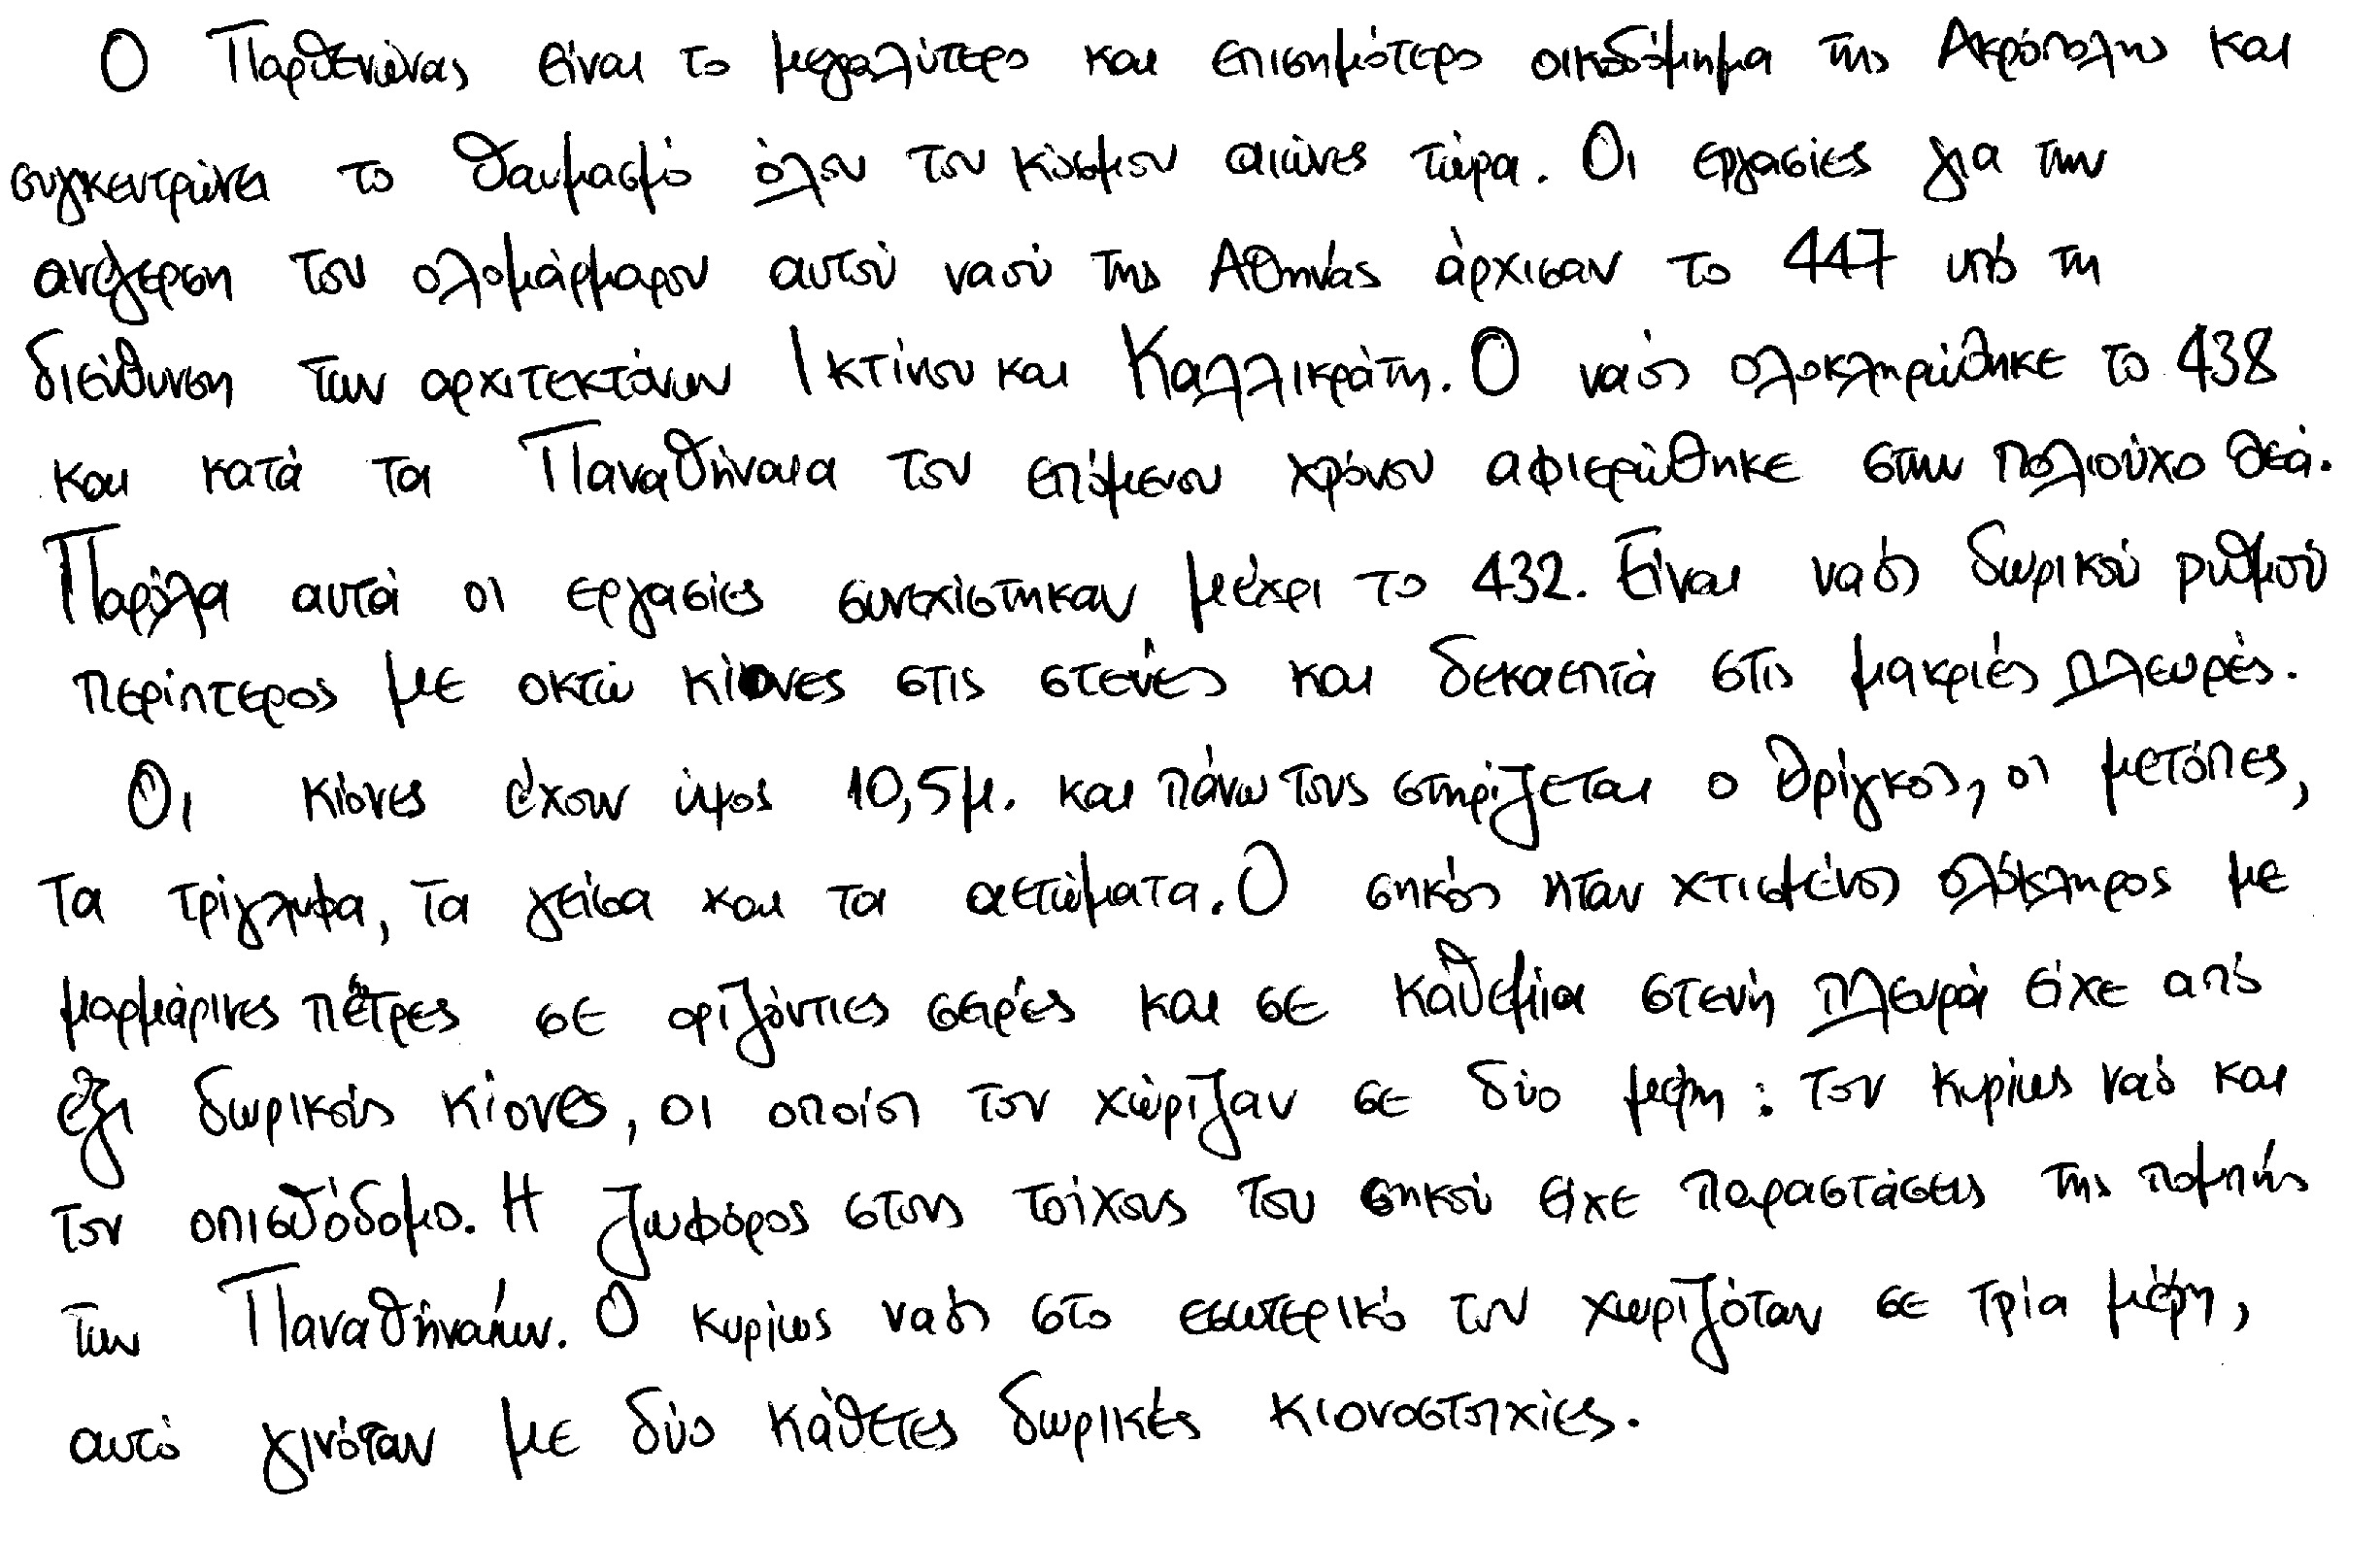 Ο Παρθενώνας είναι το μεγαλύτερο και επισημότερο οικοδόμημα της Ακρόπολης και
συγκεντρώνει το θαυμασμό όλου του κόσμου αιώνες τώρα. Οι εργασίες για την
ανέγερση του ολομάρμαρου αυτού ναού της Αθηνάς άρχισαν το 447 υπό τη
διεύθυνση των αρχιτεκτόνων Ικτίνου και Καλλικράτη. Ο ναός ολοκληρώθηκε το 438
και κατά τα Παναθήναια του επόμενου χρόνου αφιερώθηκε στην πολιούχο θεά.
Παρόλα αυτά οι εργασίες συνεχίστηκαν μέχρι το 432. Είναι ναός δωρικού ρυθμού
περίπτερος με οκτώ κίονες στις στενές και δεκαεπτά στις μακριές πλευρές.
Οι κίονες έχουν ύψος 10,5μ. και πάνω τους στηρίζεται ο θρίγκος, οι μετόπες,
τα τρίγλυφα, τα γείσα και τα αετώματα. Ο σηκός ήταν χτισμένος ολόκληρος με
μαρμάρινες πέτρες σε οριζόντιες σειρές και σε καθεμία στενή πλευρά είχε από
έξι δωρικούς κίονες, οι οποίοι τον χώριζαν σε δύο μέρη: τον κυρίως ναό και
τον οπισθόδομο. Η ζωφόρος στους τοίχους του σηκού είχε παραστάσεις της πομπής
των Παναθηναίων. Ο κυρίως ναός στο εσωτερικό του χωριζόταν σε τρία μέρη,
αυτό γινόταν με δύο κάθετες δωρικές κιονοστοιχίες.